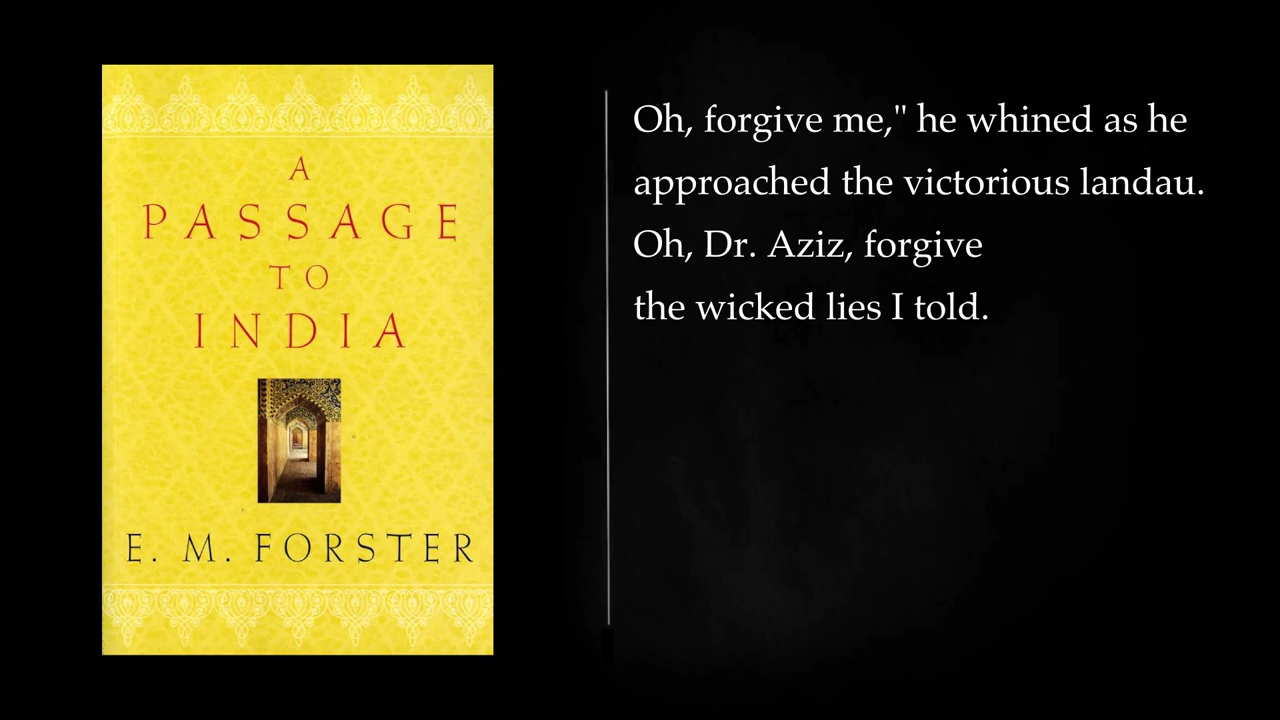 A
PASSAGE
TO
INDIA
E. M. FORSTER
Oh, forgive me," he whined as he
approached the victorious landau.
Oh, Dr. Aziz, forgive
the wicked lies I told.